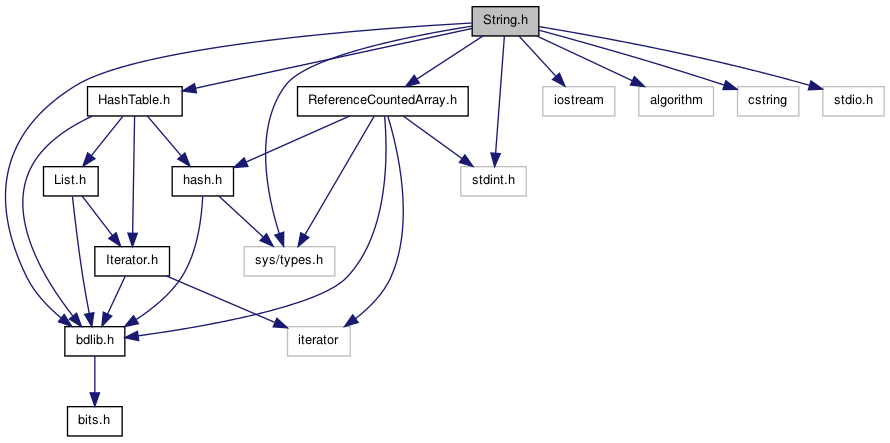 String.h
HashTable.h
ReferenceCountedArray.h
iostream
algorithm
cstring
stdio.h
List.h
hash.h
stdint.h
Iterator.h
sys/types.h
bdlib.h
iterator
bits.h